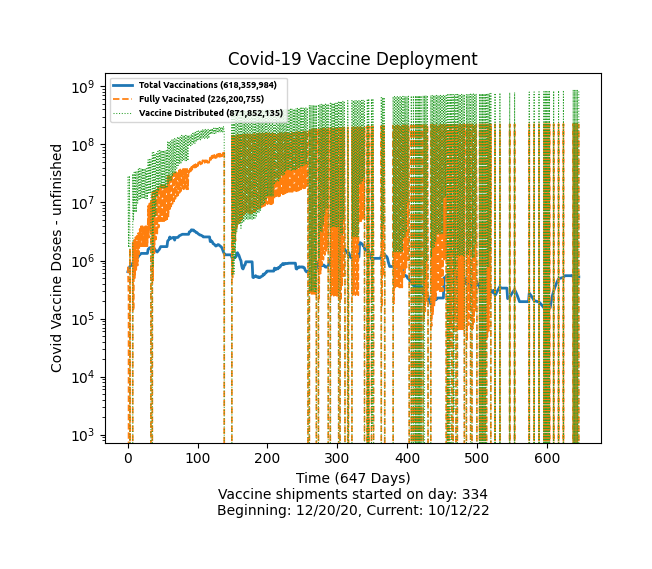 Covid-19 Vaccine Deployment
Total Vaccinations (618,359,984)
Fully Vacinated (226,200,755)
Vaccine Distributed (871,852,135)
Covid Vaccine Doses - unfinished
10⁹
10⁸
10⁷
10⁶
10⁵
10⁴
10³
0 100 200 300 400 500 600
Time (647 Days)
Vaccine shipments started on day: 334
Beginning: 12/20/20, Current: 10/12/22